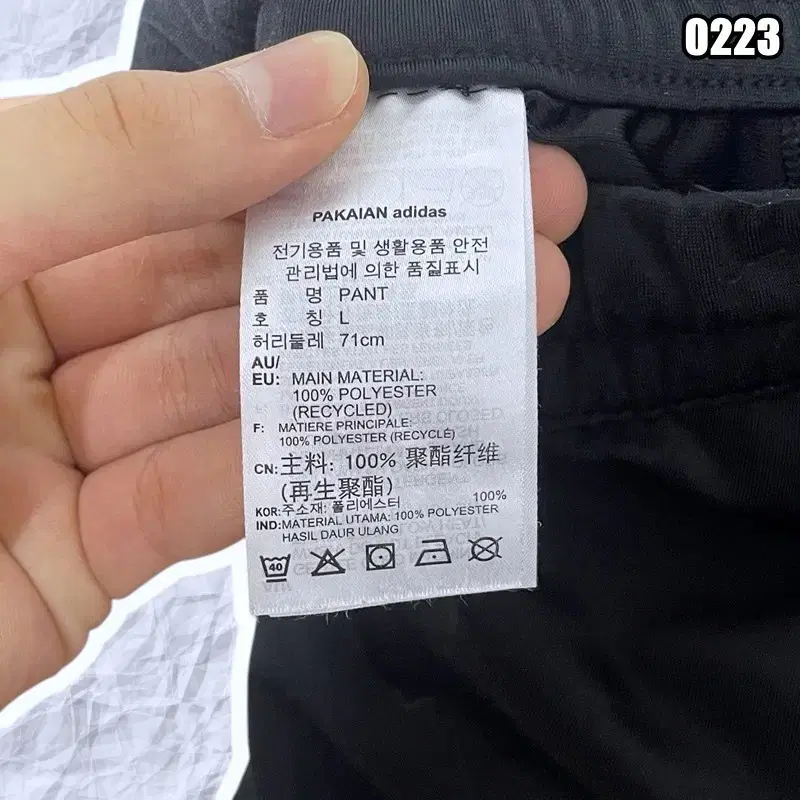 0223
PAKAIAN adidas
전기용품 및 생활용품 안전
관리법에 의한 품질표시
품 명 PANT
호 칭 L
허리둘레 71cm
AU/
EU: MAIN MATERIAL:
100% POLYESTER
(RECYCLED)
F: MATIERE PRINCIPALE:
100% POLYESTER (RECYCLÉ)
CN: 主料: 100% 聚酯纤维
(再生聚酯)
KOR: 주소재: 폴리에스터 100%
IND: MATERIAL UTAMA: 100% POLYESTER
HASIL DAUR ULANG
40